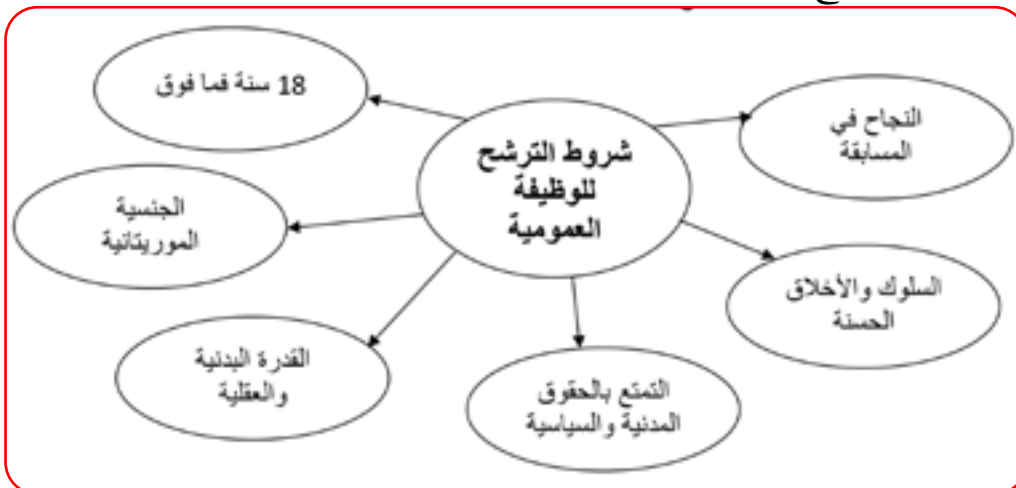 شروط الترشح
للوظيفة
العمومية
النجاح في
المسابقة
السلوك والأخلاق
الحسنة
التمتع بالحقوق
المدنية والسياسية
القدرة البدنية
والعقلية
الجنسية
الموريتانية
18 سنة فما فوق